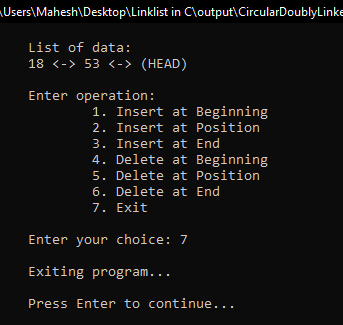 \Users\Mahesh\Desktop\Linklist in C\output\CircularDoublyLinke
List of data:
18 <-> 53 <-> (HEAD)
Enter operation:
1. Insert at Beginning
2. Insert at Position
3. Insert at End
4. Delete at Beginning
5. Delete at Position
6. Delete at End
7. Exit
Enter your choice: 7
Exiting program...
Press Enter to continue...